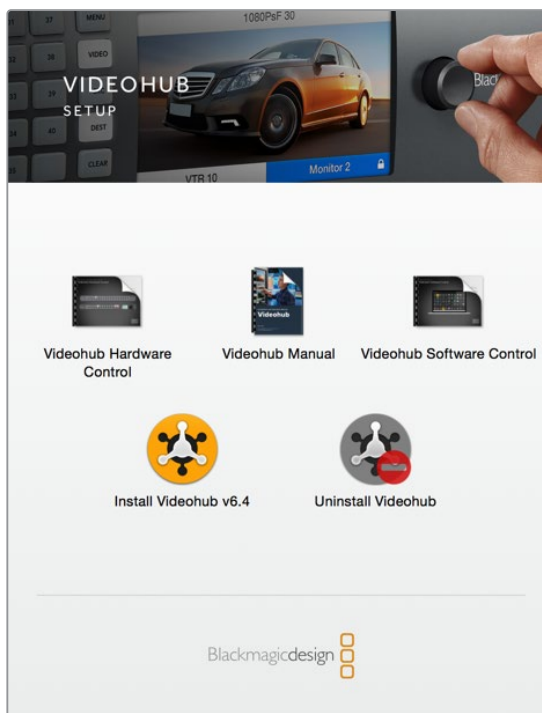 1080PsF 30
37
MENU
38
VIDEO
VIDEOHUB
SETUP
39
40
DEST
CLEAR
VTR 10
Monitor 2
Videohub
Videohub Hardware
Control
Videohub Manual
Videohub Software Control
Install Videohub v6.4
Uninstall Videohub
Blackmagicdesign